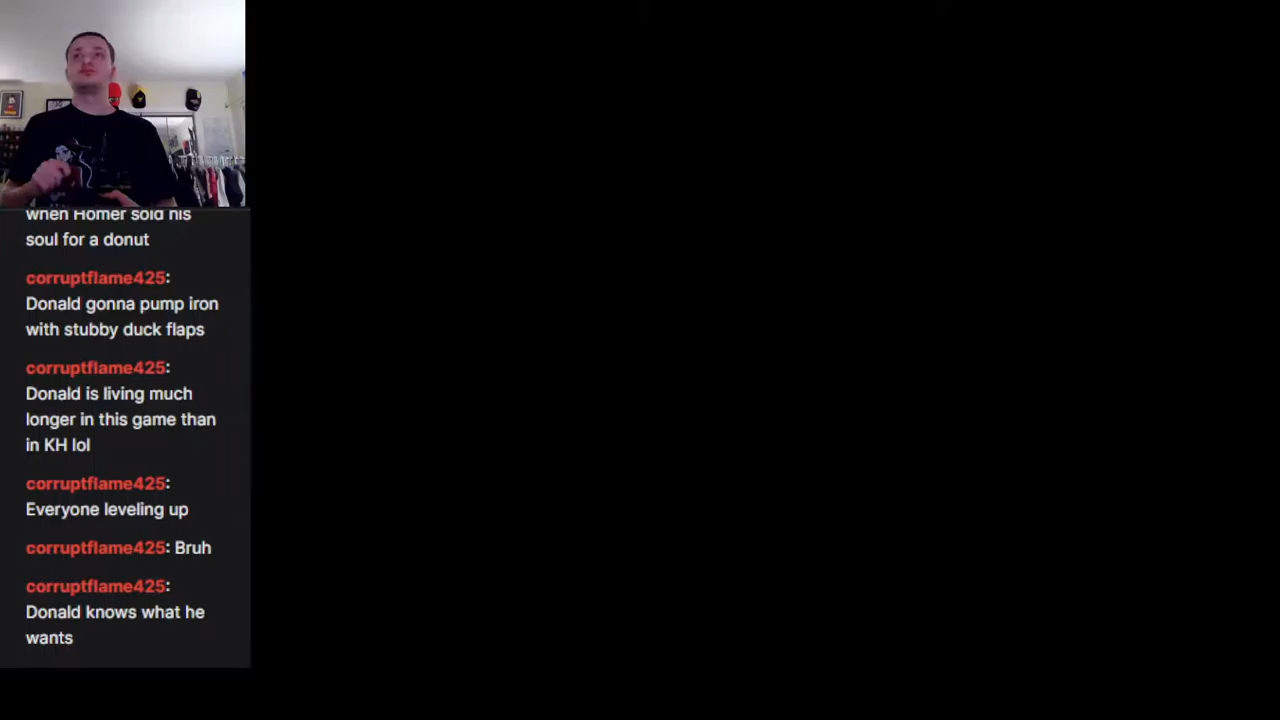 when Homer sold his
soul for a donut
corruptflame425:
Donald gonna pump iron
with stubby duck flaps
corruptflame425:
Donald is living much
longer in this game than
in KH lol
corruptflame425:
Everyone leveling up
corruptflame425: Bruh
corruptflame425:
Donald knows what he
wants